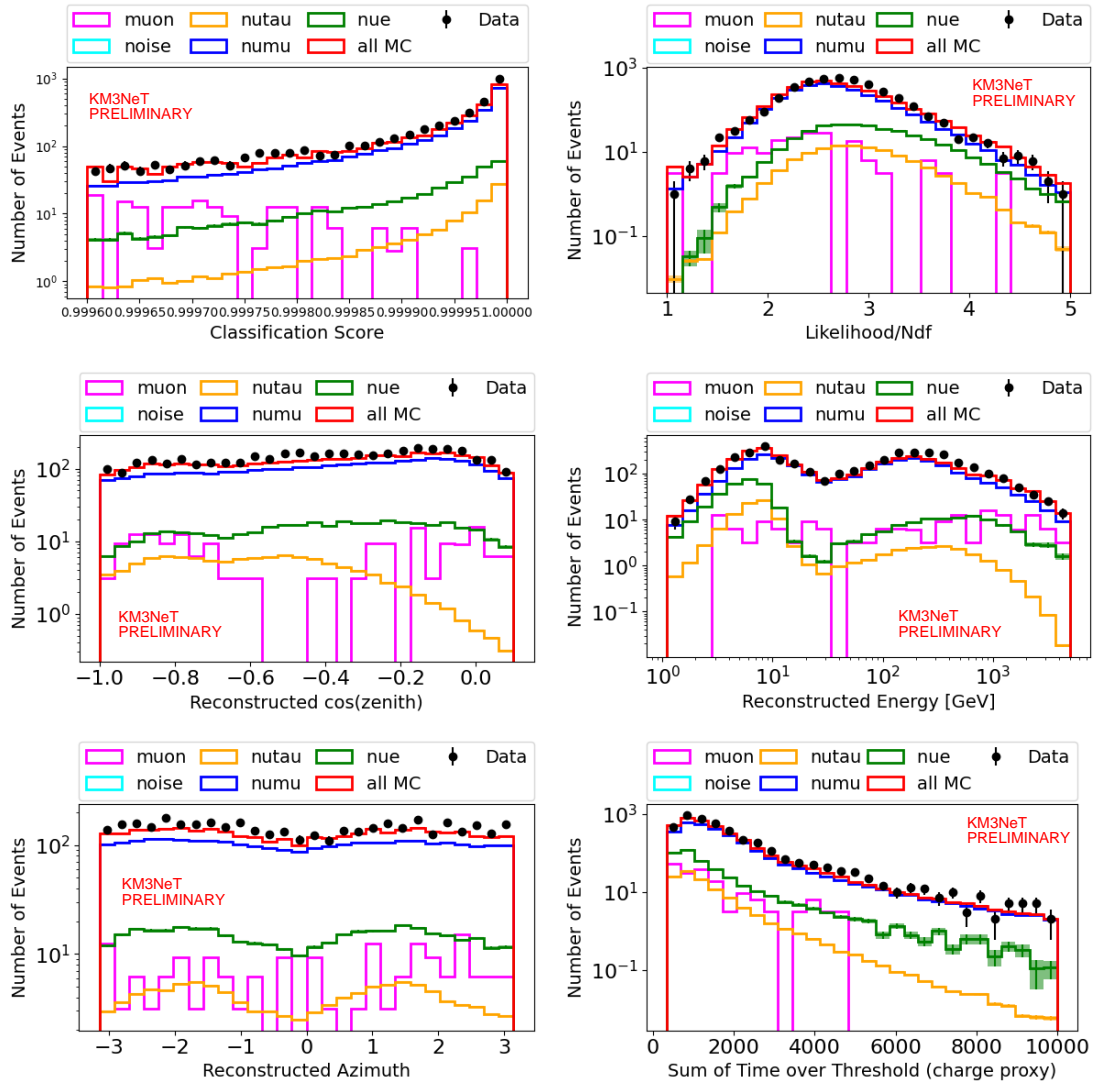 muon nutau nue Data
noise numu all MC
10³
10²
10¹
10⁰
Number of Events
KM3NeT
PRELIMINARY
0.99960 0.99965 0.99970 0.99975 0.99980 0.99985 0.99990 0.99995 1.00000
Classification Score
muon nutau nue Data
noise numu all MC
10³
10¹
10⁻¹
Number of Events
KM3NeT
PRELIMINARY
1 2 3 4 5
Likelihood/Ndf
muon nutau nue Data
noise numu all MC
10²
10¹
10⁰
Number of Events
KM3NeT
PRELIMINARY
−1.0 −0.8 −0.6 −0.4 −0.2 0.0
Reconstructed cos(zenith)
muon nutau nue Data
noise numu all MC
10²
10¹
10⁰
10⁻¹
Number of Events
KM3NeT
PRELIMINARY
10⁰ 10¹ 10² 10³
Reconstructed Energy [GeV]
muon nutau nue Data
noise numu all MC
10²
10¹
Number of Events
KM3NeT
PRELIMINARY
−3 −2 −1 0 1 2 3
Reconstructed Azimuth
muon nutau nue Data
noise numu all MC
10³
10¹
10⁻¹
Number of Events
KM3NeT
PRELIMINARY
0 2000 4000 6000 8000 10000
Sum of Time over Threshold (charge proxy)